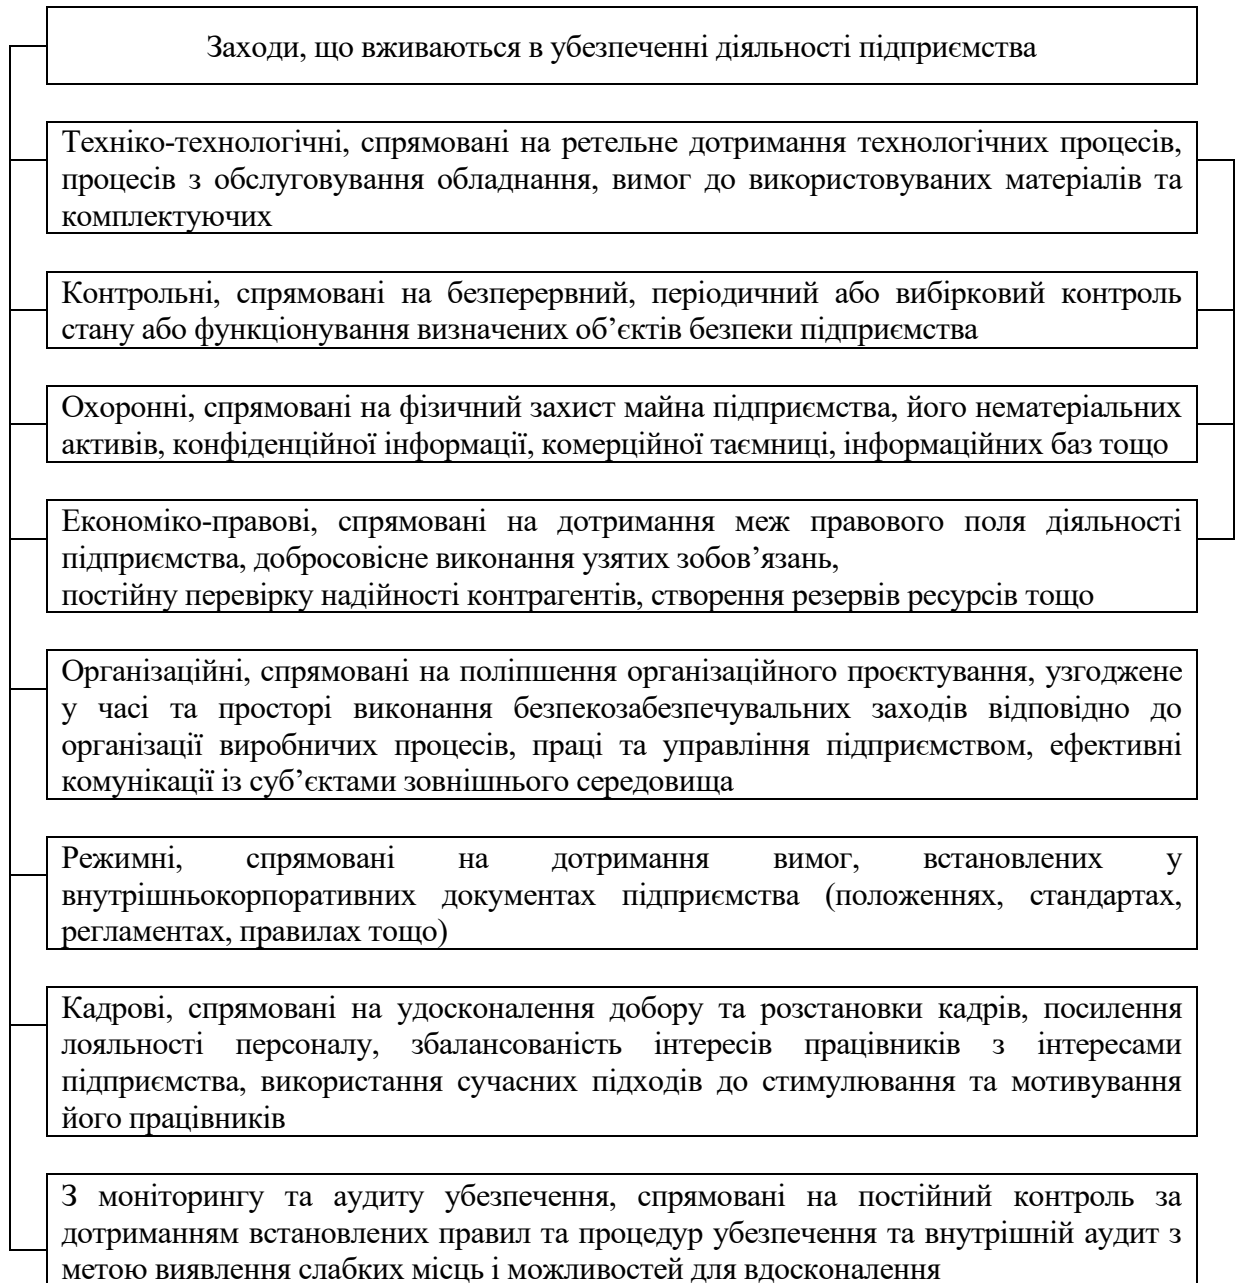 Заходи, що вживаються в убезпеченні діяльності підприємства
Техніко-технологічні, спрямовані на ретельне дотримання технологічних процесів,
процесів з обслуговування обладнання, вимог до використовуваних матеріалів та
комплектуючих
Контрольні, спрямовані на безперервний, періодичний або вибірковий контроль
стану або функціонування визначених об’єктів безпеки підприємства
Охоронні, спрямовані на фізичний захист майна підприємства, його нематеріальних
активів, конфіденційної інформації, комерційної таємниці, інформаційних баз тощо
Економіко-правові, спрямовані на дотримання меж правового поля діяльності
підприємства, добросовісне виконання узятих зобов’язань,
постійну перевірку надійності контрагентів, створення резервів ресурсів тощо
Організаційні, спрямовані на поліпшення організаційного проєктування, узгоджене
у часі та просторі виконання безпекозабезпечувальних заходів відповідно до
організації виробничих процесів, праці та управління підприємством, ефективні
комунікації із суб’єктами зовнішнього середовища
Режимні, спрямовані на дотримання вимог, встановлених у
внутрішньокорпоративних документах підприємства (положеннях, стандартах,
регламентах, правилах тощо)
Кадрові, спрямовані на удосконалення добору та розстановки кадрів, посилення
лояльності персоналу, збалансованість інтересів працівників з інтересами
підприємства, використання сучасних підходів до стимулювання та мотивування
його працівників
З моніторингу та аудиту убезпечення, спрямовані на постійний контроль за
дотриманням встановлених правил та процедур убезпечення та внутрішній аудит з
метою виявлення слабких місць і можливостей для вдосконалення